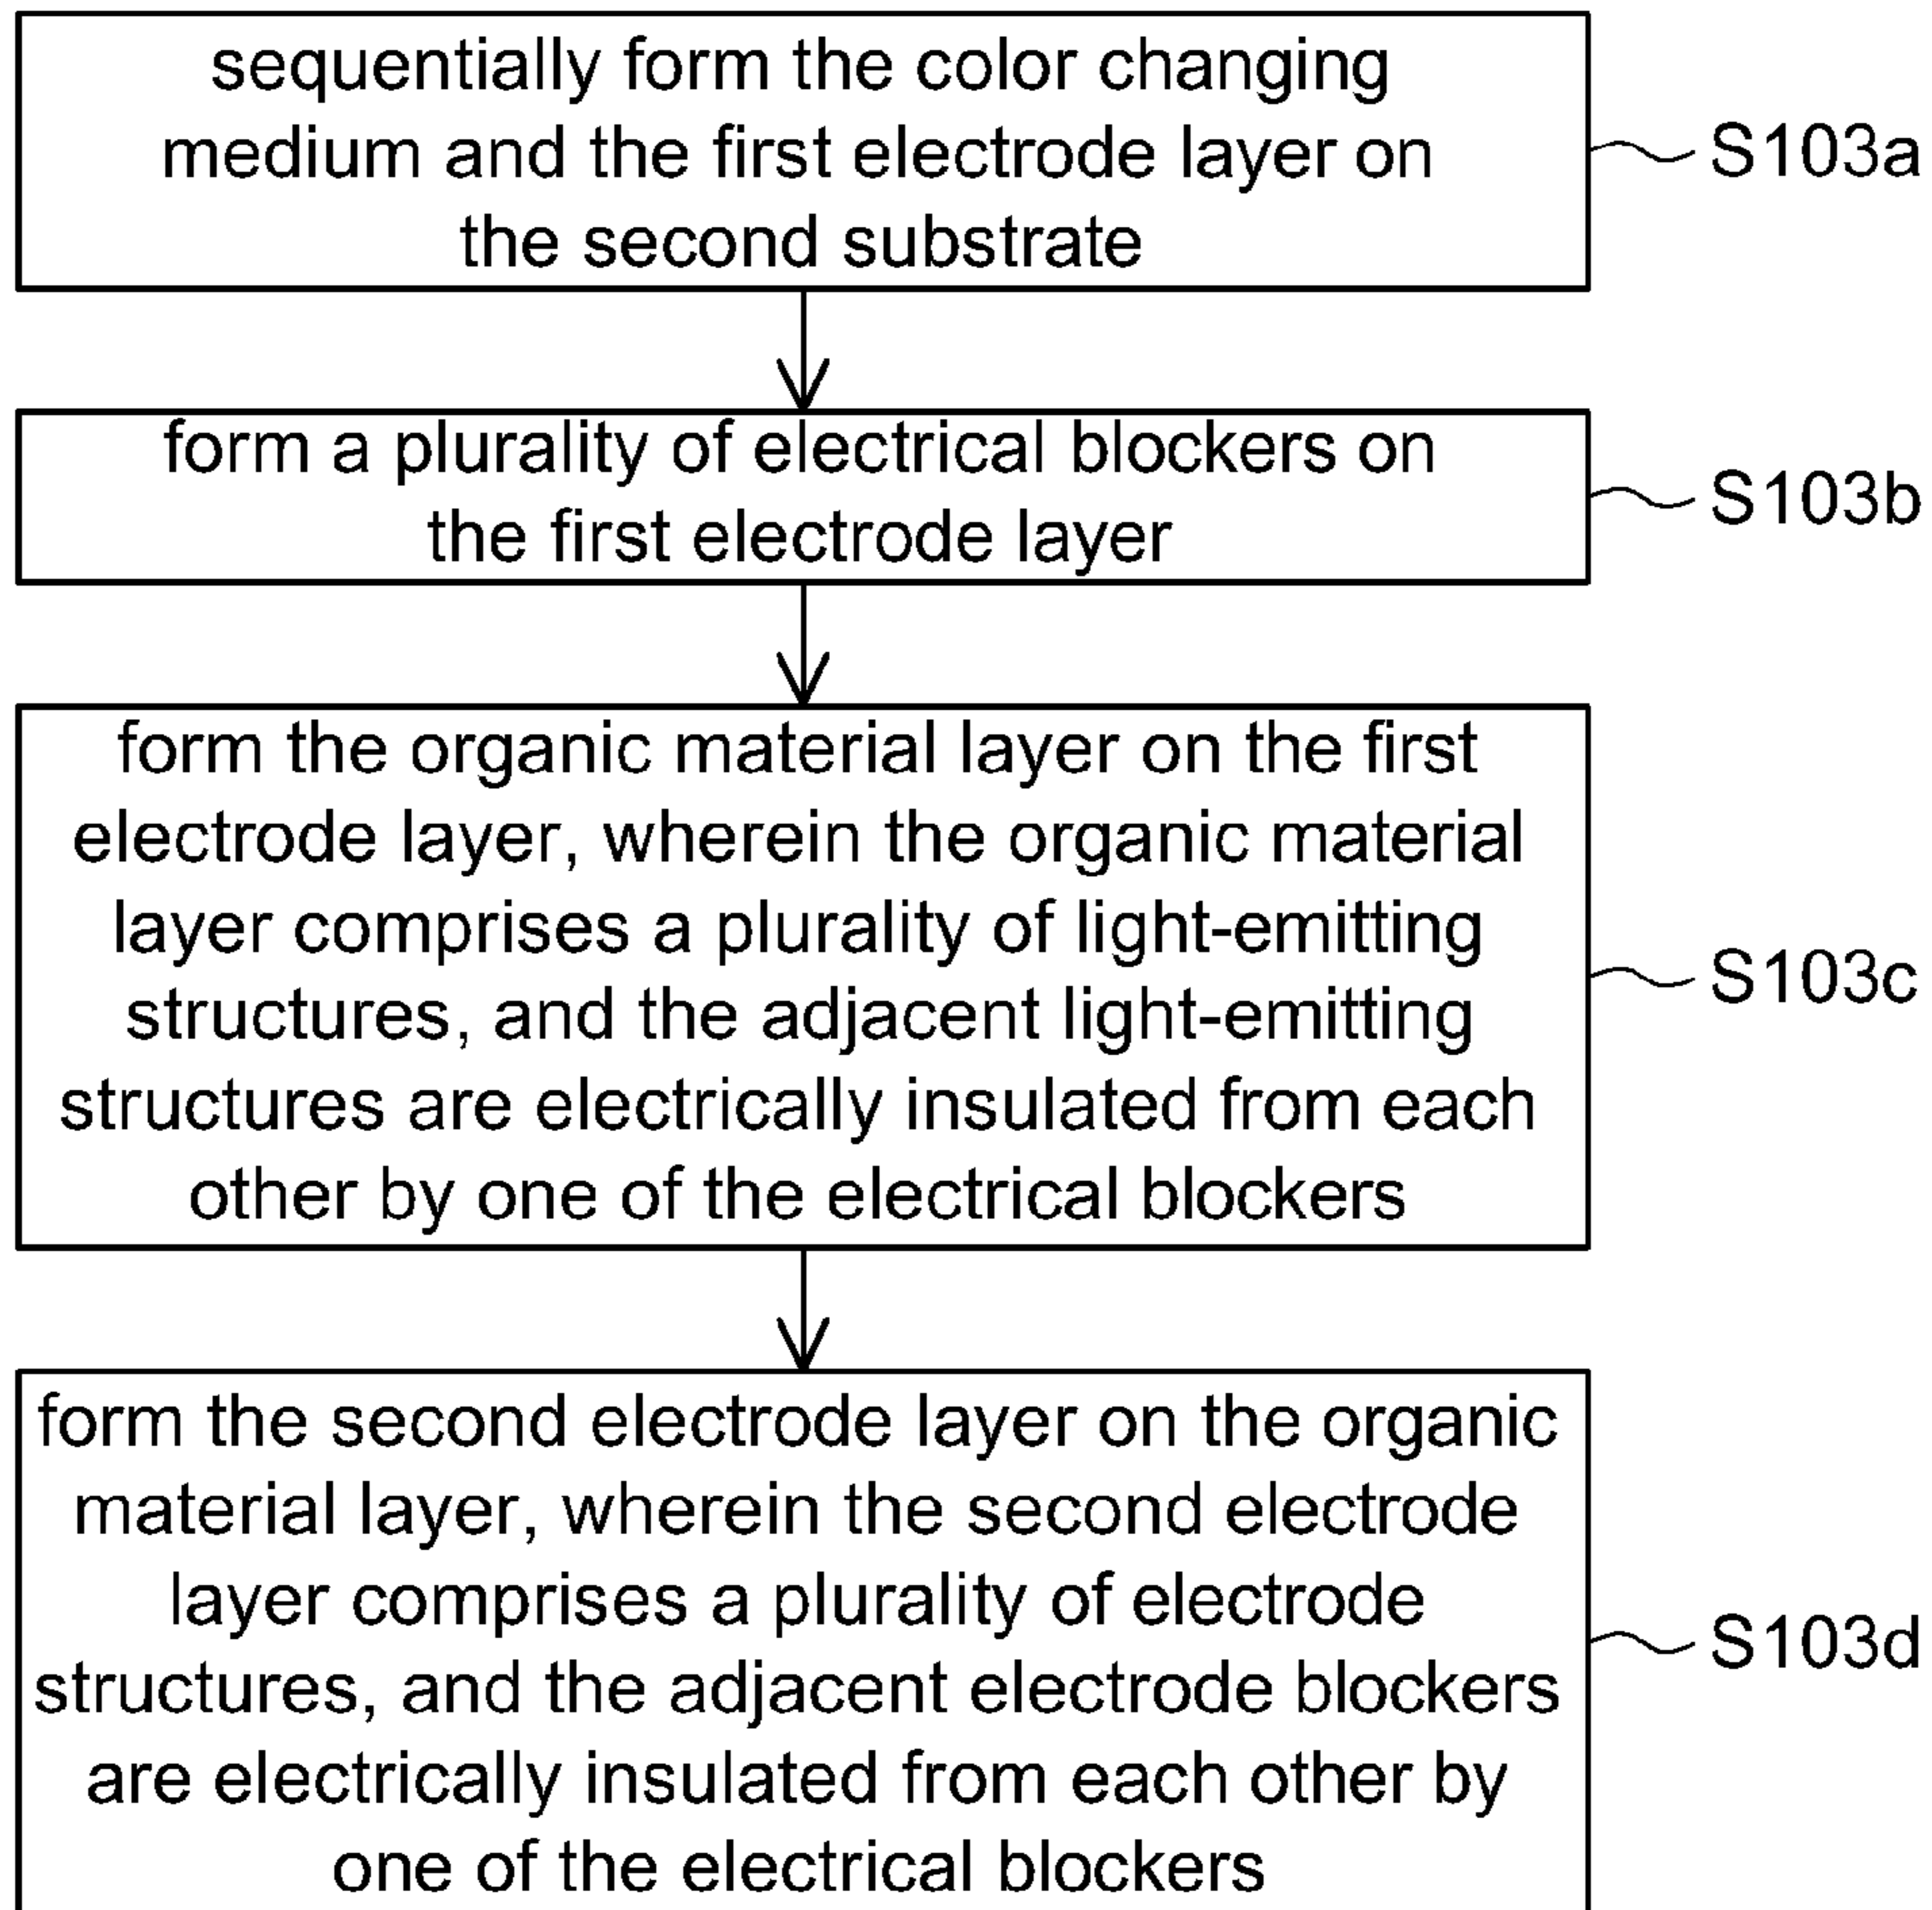 sequentially form the color changing
medium and the first electrode layer on
the second substrate
S103a
form a plurality of electrical blockers on
the first electrode layer
S103b
form the organic material layer on the first
electrode layer, wherein the organic material
layer comprises a plurality of light-emitting
structures, and the adjacent light-emitting
structures are electrically insulated from each
other by one of the electrical blockers
S103c
form the second electrode layer on the organic
material layer, wherein the second electrode
layer comprises a plurality of electrode
structures, and the adjacent electrode blockers
are electrically insulated from each other by
one of the electrical blockers
S103d